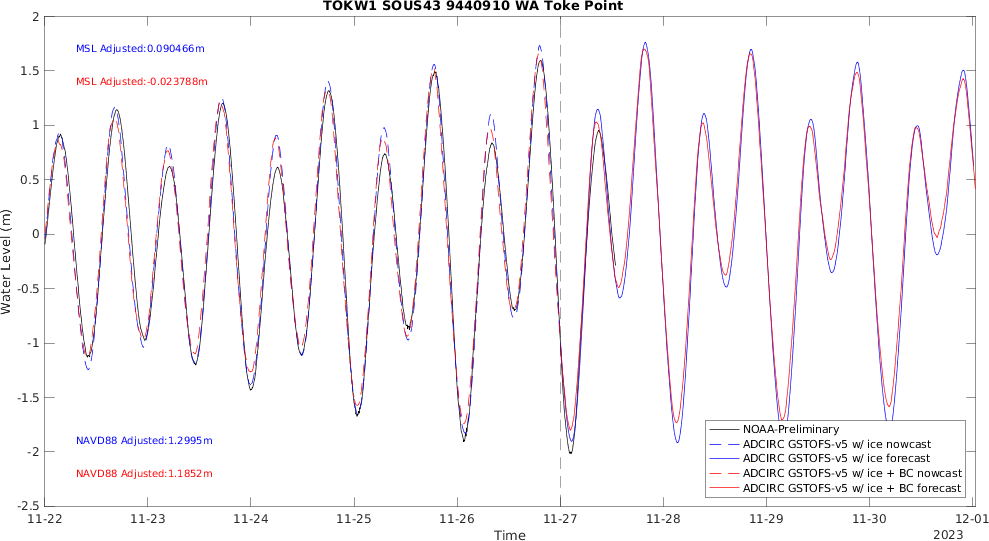 TOKW1 SOUS43 9440910 WA Toke Point
MSL Adjusted:0.090466m
MSL Adjusted:-0.023788m
NAVD88 Adjusted:1.2995m
NAVD88 Adjusted:1.1852m
Water Level (m)
2
1.5
1
0.5
0
-0.5
-1
-1.5
-2
-2.5
NOAA-Preliminary
ADCIRC GSTOFS-v5 w/ ice nowcast
ADCIRC GSTOFS-v5 w/ ice forecast
ADCIRC GSTOFS-v5 w/ ice + BC nowcast
ADCIRC GSTOFS-v5 w/ ice + BC forecast
11-22 11-23 11-24 11-25 11-26 11-27 11-28 11-29 11-30 12-01
Time
2023